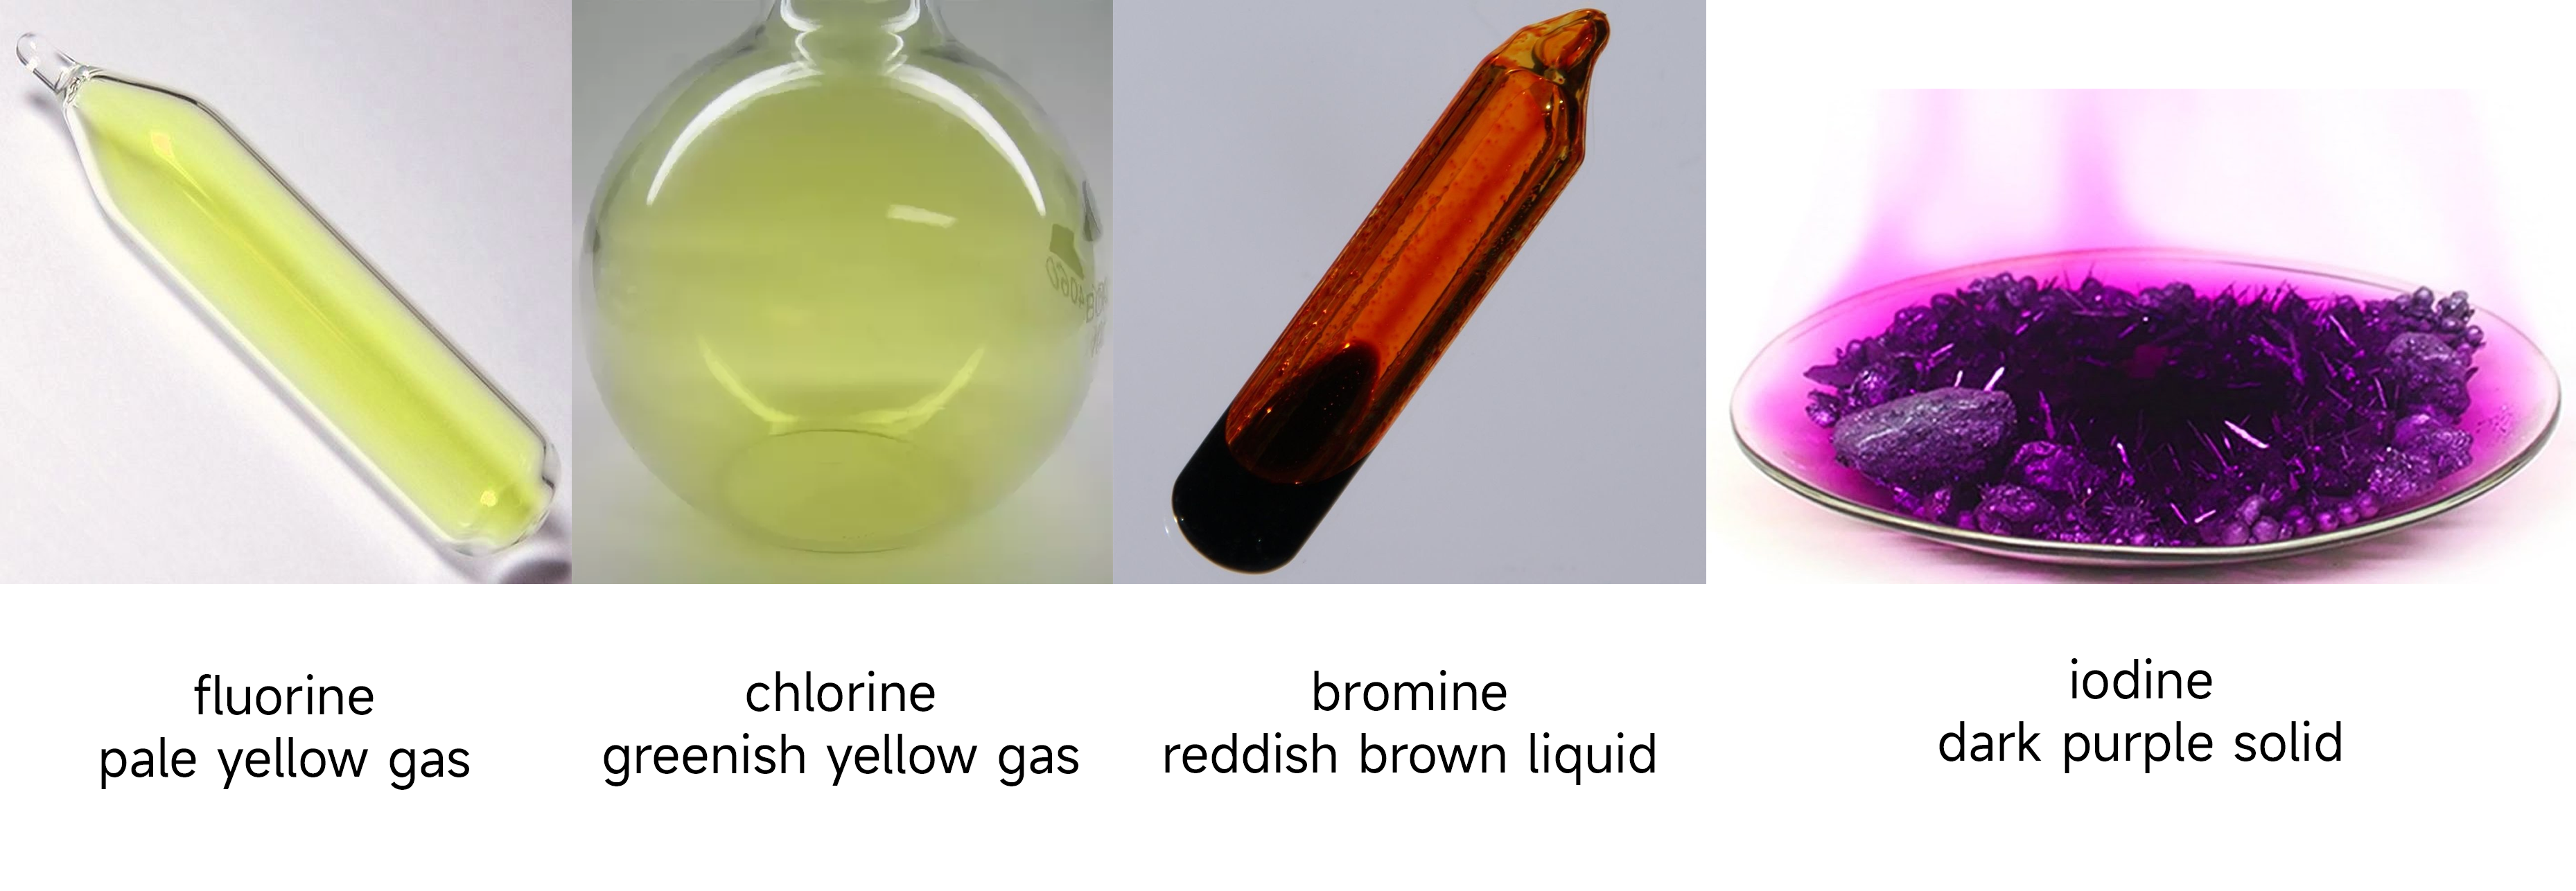 fluorine
pale yellow gas
chlorine
greenish yellow gas
bromine
reddish brown liquid
iodine
dark purple solid